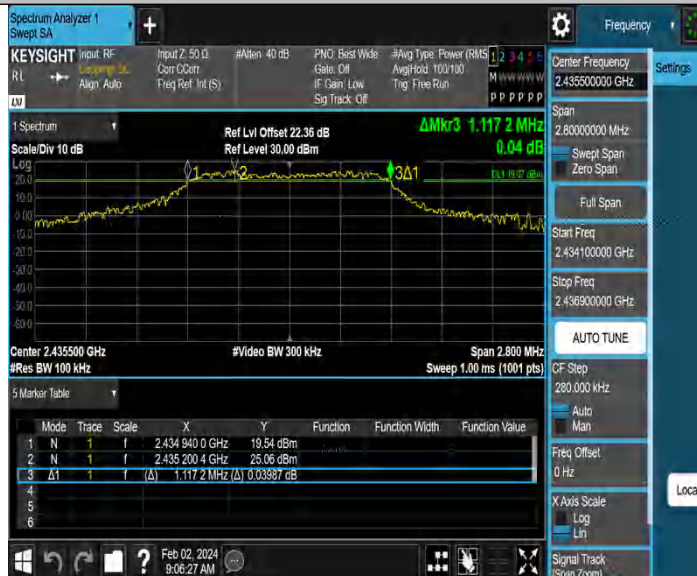 Spectrum Analyzer 1
Swept SA
Frequency
KEYSIGHT
RL
LXI
Input: RF
Align: Auto
Input Z: 50 Ω
Corr CCorr
Freq Ref: Int (S)
#Atten: 40 dB
PNO: Best Wide
Gate: Off
IF Gain: Low
Sig Track: Off
#Avg Type: Power (RMS)
Avg|Hold: 100/100
Trig: Free Run
1 2 3 4 5 6
M W W W W W
P P P P P P
1 Spectrum
Scale/Div 10 dB
Ref Lvl Offset 22.36 dB
Ref Level 30.00 dBm
ΔMkr3 1.117 2 MHz
0.04 dB
Log
20.0
10.0
0.00
-10.0
-20.0
-30.0
-40.0
-50.0
-60.0
1
2
3Δ1
DL1 19.07 dBm
Center 2.435500 GHz
#Video BW 300 kHz
Span 2.800 MHz
#Res BW 100 kHz
Sweep 1.00 ms (1001 pts)
5 Marker Table
Mode Trace Scale X Y Function Function Width Function Value
1 N 1 f 2.434 940 0 GHz 19.54 dBm
2 N 1 f 2.435 200 4 GHz 25.06 dBm
3 Δ1 1 f (Δ) 1.117 2 MHz (Δ) 0.03987 dB
4
5
6
Feb 02, 2024
9:06:27 AM
Center Frequency
2.435500000 GHz
Settings
Span
2.80000000 MHz
Swept Span
Zero Span
Full Span
Start Freq
2.434100000 GHz
Stop Freq
2.436900000 GHz
AUTO TUNE
CF Step
280.000 kHz
Auto
Man
Freq Offset
0 Hz
Loca
X Axis Scale
Log
Lin
Signal Track
(Span Zoom)